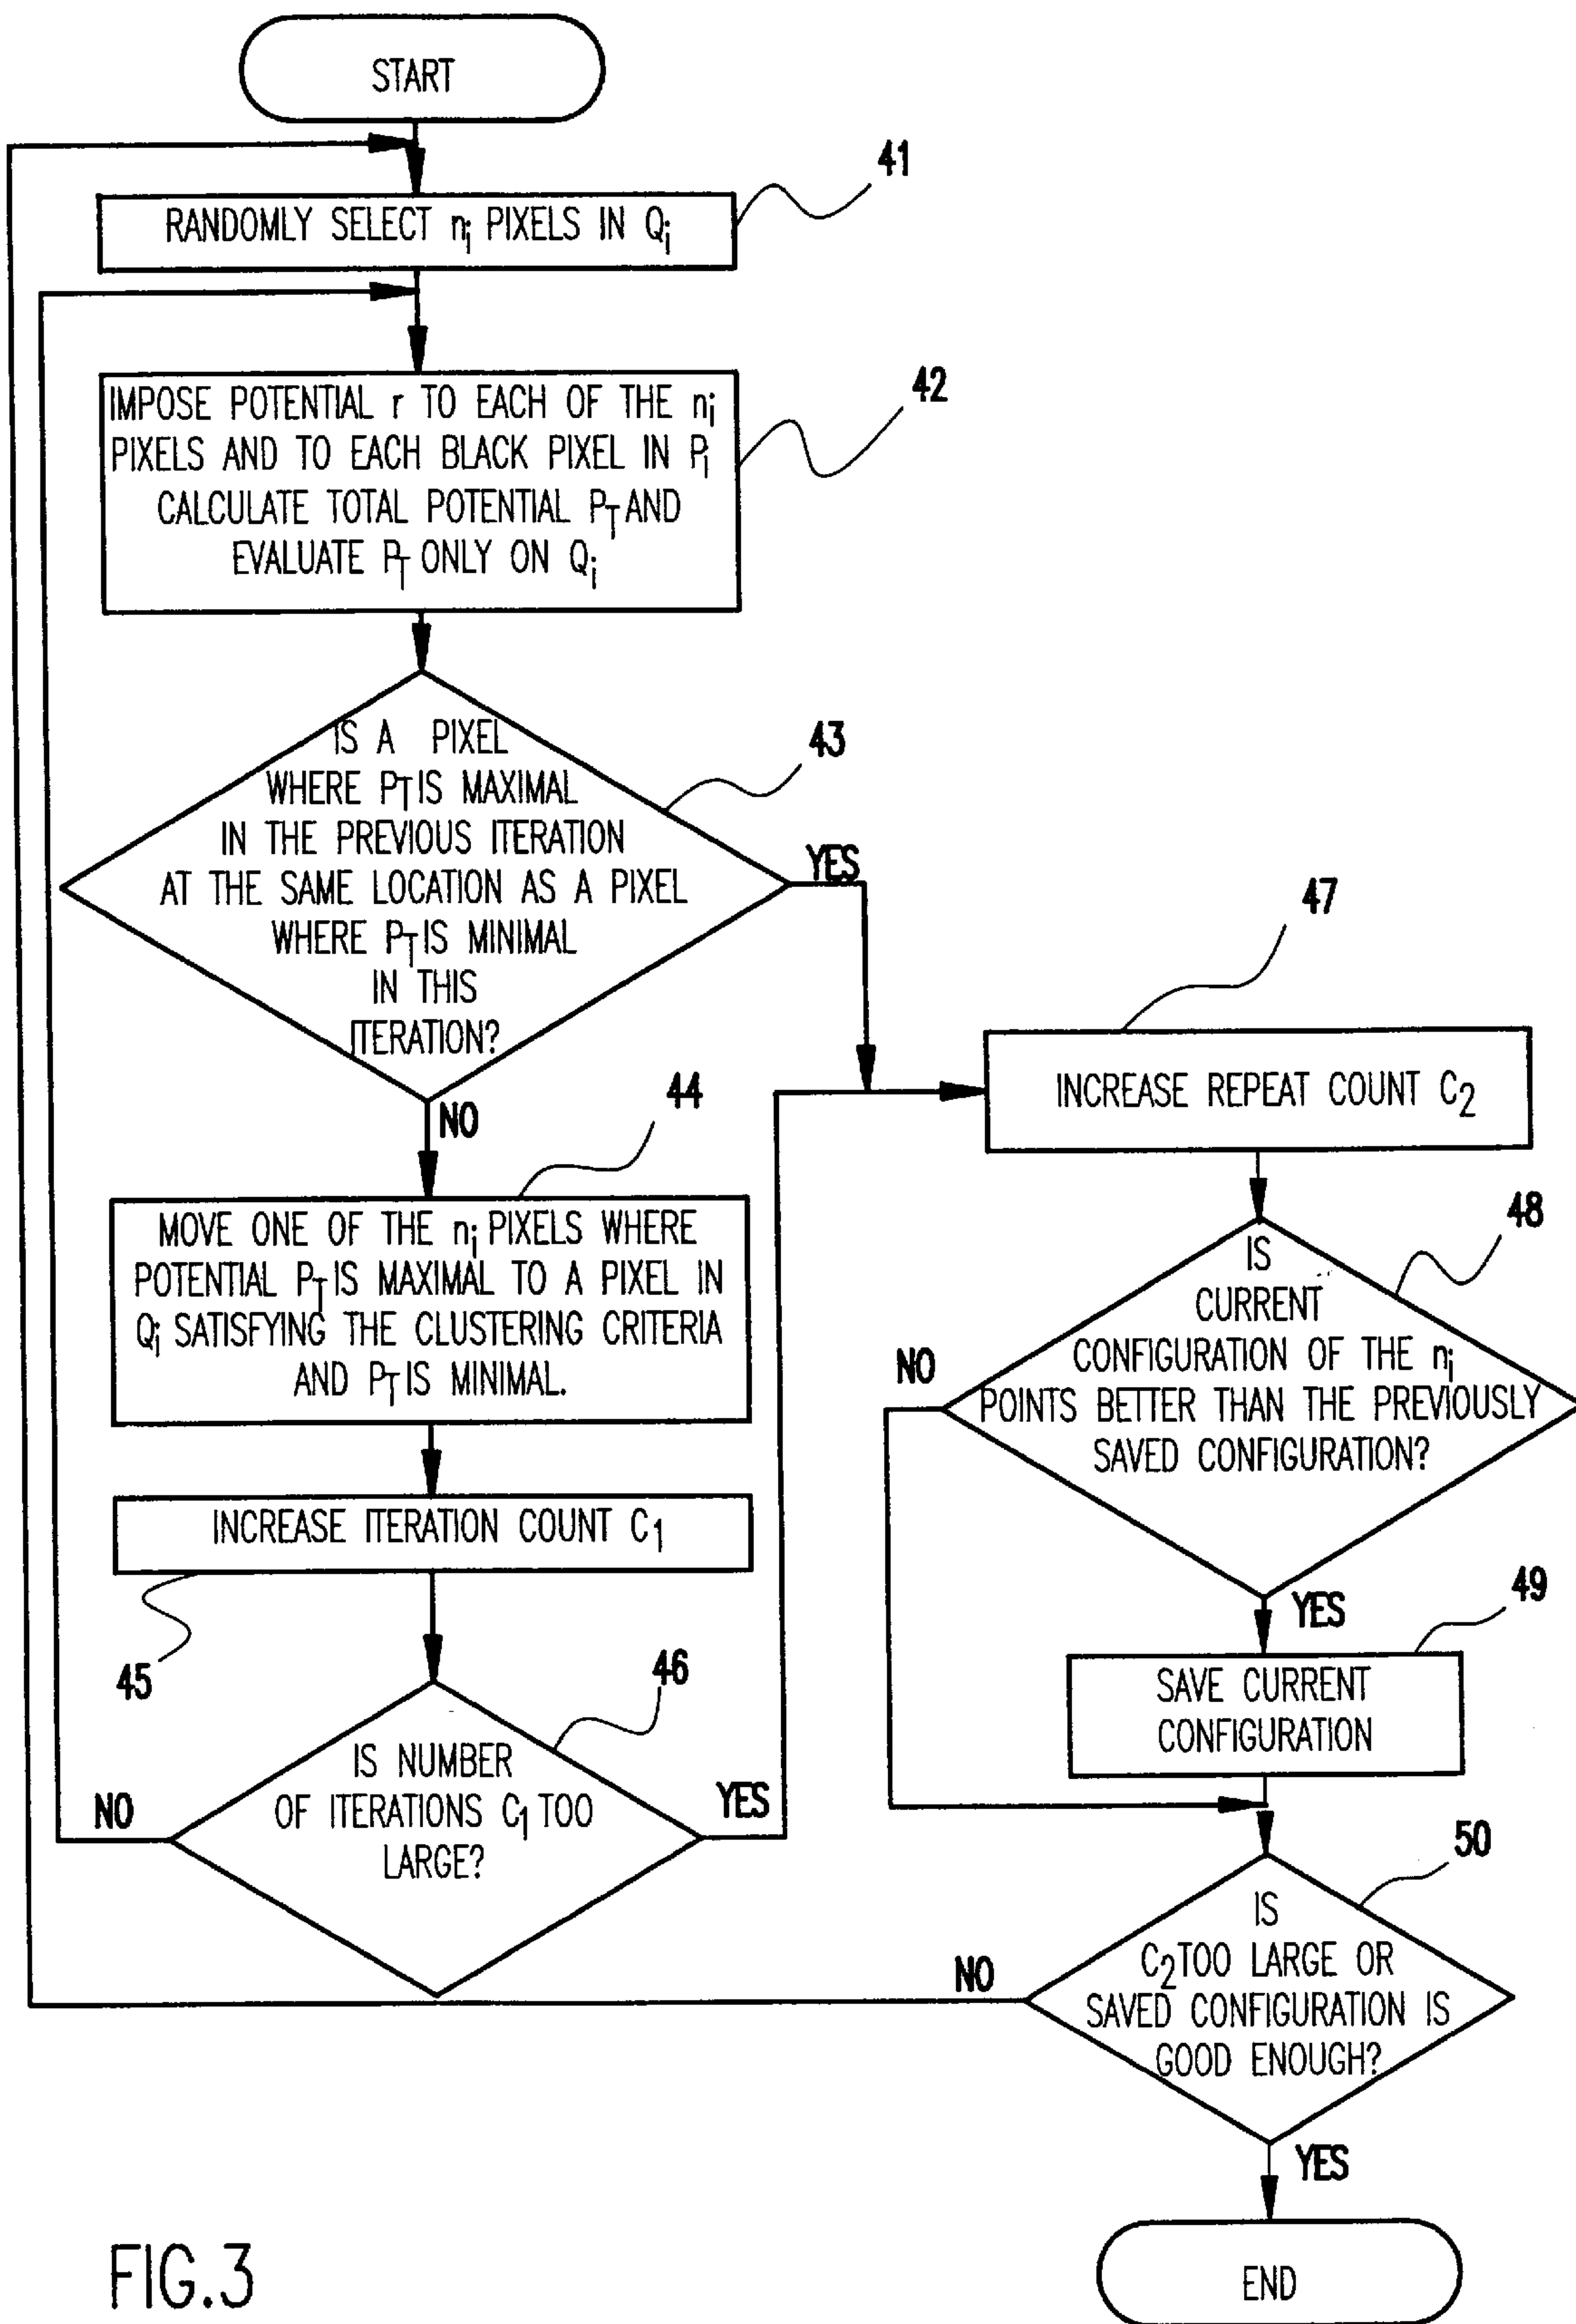 START
41
RANDOMLY SELECT nᵢ PIXELS IN Qᵢ
42
IMPOSE POTENTIAL r TO EACH OF THE nᵢ
PIXELS AND TO EACH BLACK PIXEL IN Pᵢ
CALCULATE TOTAL POTENTIAL P_T AND
EVALUATE P_T ONLY ON Qᵢ
43
IS A PIXEL
WHERE P_T IS MAXIMAL
IN THE PREVIOUS ITERATION
AT THE SAME LOCATION AS A PIXEL
WHERE P_T IS MINIMAL
IN THIS
ITERATION?
YES
NO
44
MOVE ONE OF THE nᵢ PIXELS WHERE
POTENTIAL P_T IS MAXIMAL TO A PIXEL IN
Qᵢ SATISFYING THE CLUSTERING CRITERIA
AND P_T IS MINIMAL.
INCREASE ITERATION COUNT C₁
45
46
IS NUMBER
OF ITERATIONS C₁ TOO
LARGE?
NO
YES
47
INCREASE REPEAT COUNT C₂
48
IS
CURRENT
CONFIGURATION OF THE nᵢ
POINTS BETTER THAN THE PREVIOUSLY
SAVED CONFIGURATION?
NO
YES
49
SAVE CURRENT
CONFIGURATION
50
IS
C₂ TOO LARGE OR
SAVED CONFIGURATION IS
GOOD ENOUGH?
NO
YES
END
FIG.3